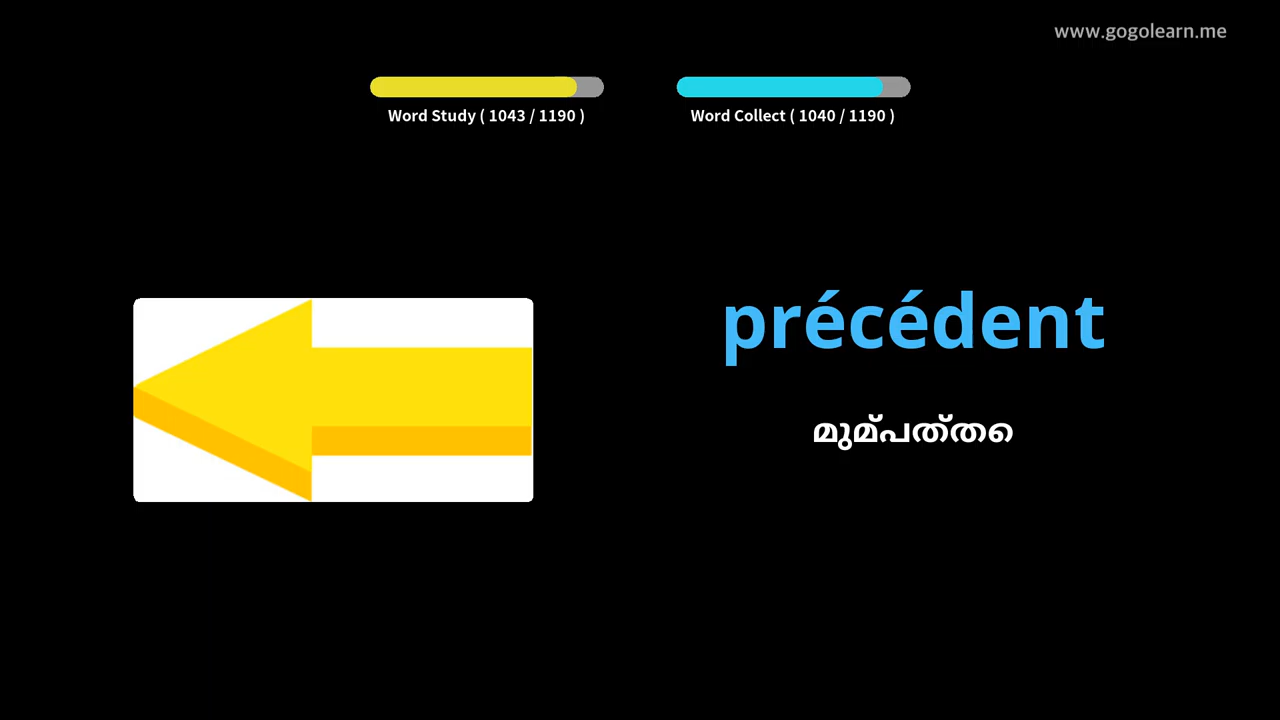 www.gogolearn.me
Word Study ( 1043 / 1190 )
Word Collect ( 1040 / 1190 )
précédent
മുമ്പത്തെ